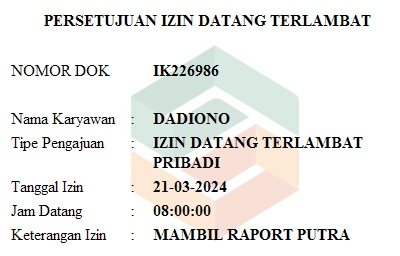 PERSETUJUAN IZIN DATANG TERLAMBAT
NOMOR DOK IK226986
Nama Karyawan : DADIONO
Tipe Pengajuan : IZIN DATANG TERLAMBAT
PRIBADI
Tanggal Izin : 21-03-2024
Jam Datang : 08:00:00
Keterangan Izin : MAMBIL RAPORT PUTRA